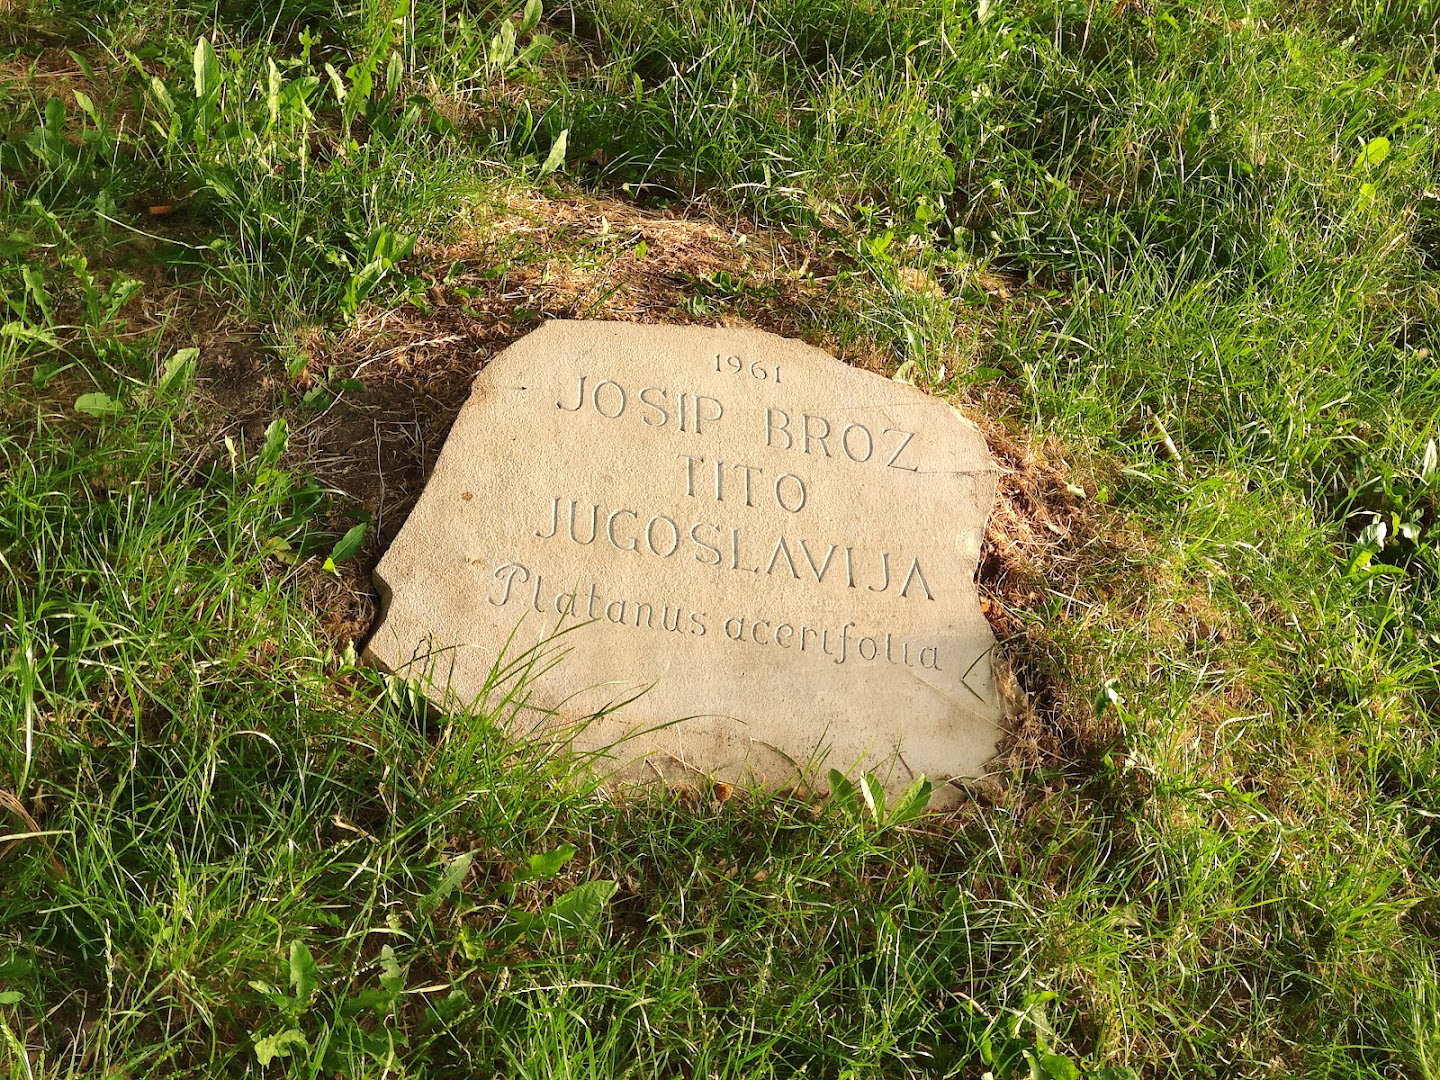 1961
JOSIP BROZ
TITO
JUGOSLAVIJA
Platanus acerifolia